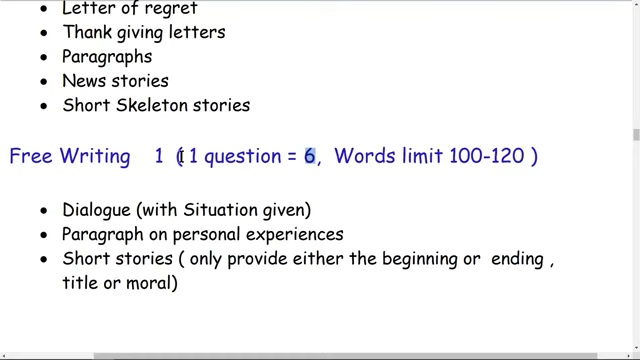 • Letter of regret
• Thank giving letters
• Paragraphs
• News stories
• Short Skeleton stories
Free Writing 1 ( 1 question = 6, Words limit 100-120 )
• Dialogue (with Situation given)
• Paragraph on personal experiences
• Short stories ( only provide either the beginning or ending ,
title or moral)